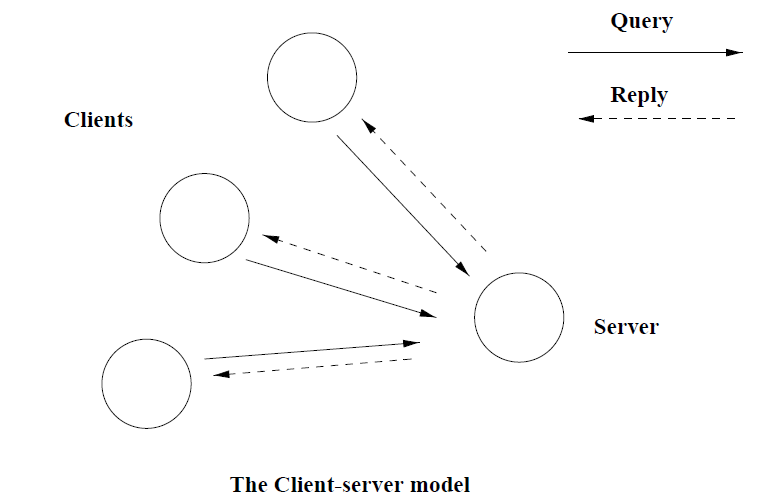 Query
Reply
Clients
Server
The Client-server model